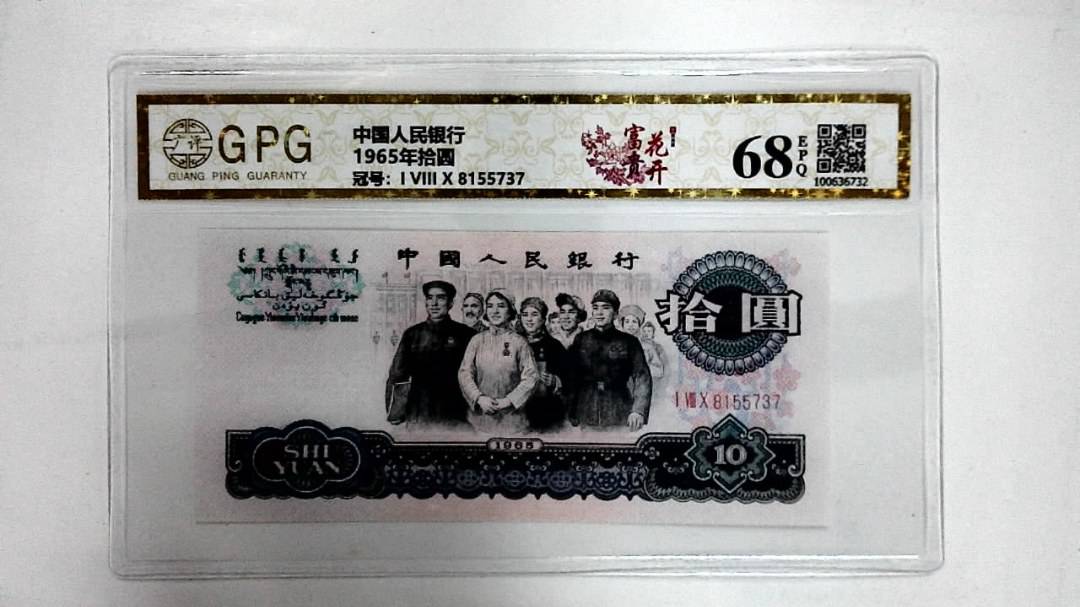 广评
GPG
GUANG PING GUARANTY
中国人民银行
1965年拾圆
冠号：I VIII X 8155737
花开
富贵
68
EPQ
100636732
中國人民銀行
拾圓
I VIII X 8155737
SHI
YUAN
1965
10